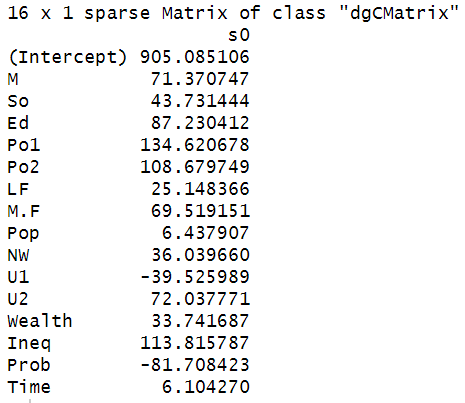 16 x 1 sparse Matrix of class "dgCMatrix"
s0
(Intercept) 905.085106
M 71.370747
So 43.731444
Ed 87.230412
Po1 134.620678
Po2 108.679749
LF 25.148366
M.F 69.519151
Pop 6.437907
NW 36.039660
U1 -39.525989
U2 72.037771
Wealth 33.741687
Ineq 113.815787
Prob -81.708423
Time 6.104270